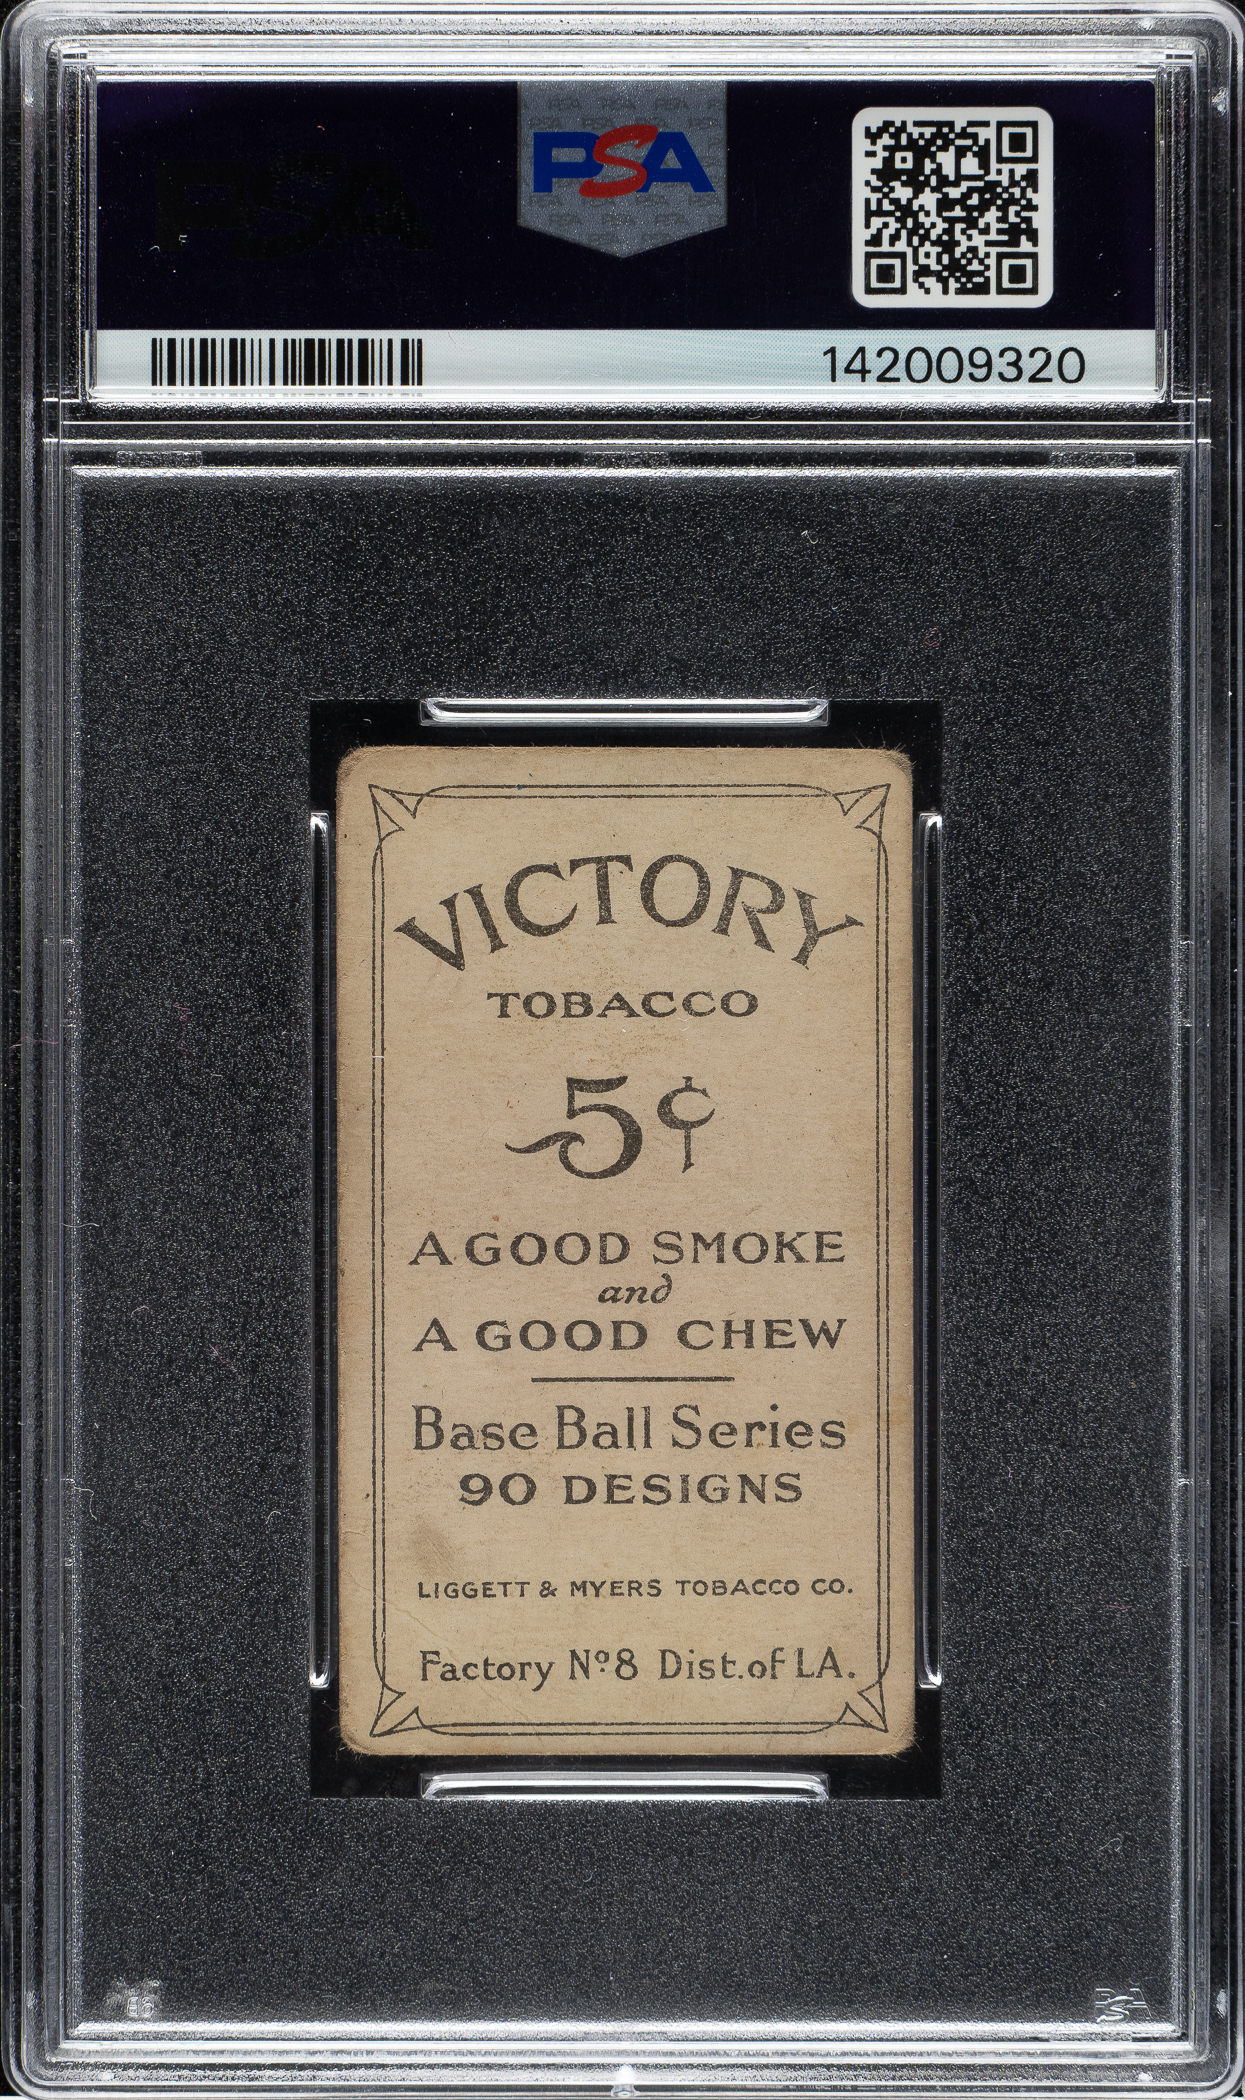 PSA
142009320
VICTORY
TOBACCO
5¢
A GOOD SMOKE
and
A GOOD CHEW
Base Ball Series
90 DESIGNS
LIGGETT & MYERS TOBACCO CO.
Factory Nº 8 Dist. of LA.
PSA